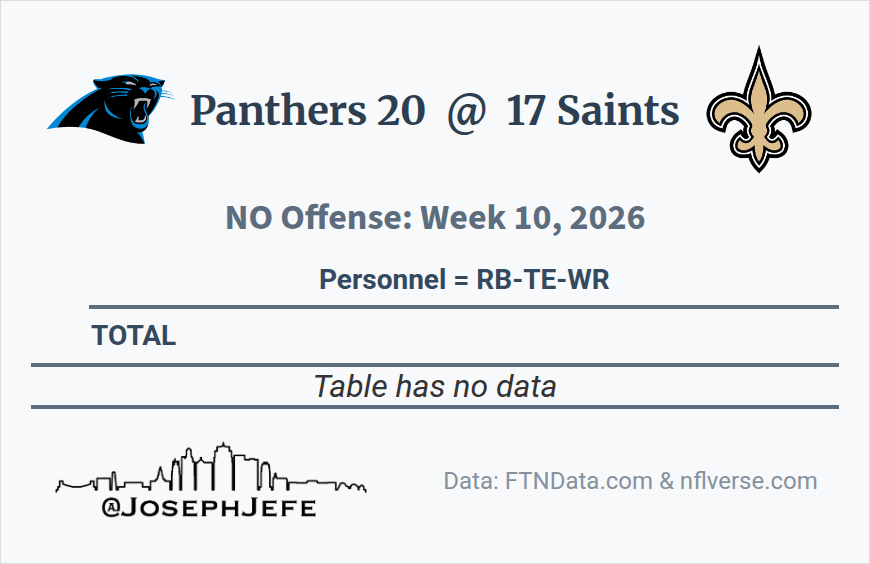 Panthers 20 @ 17 Saints
NO Offense: Week 10, 2026
Personnel = RB-TE-WR
TOTAL
Table has no data
@JosephJefe
Data: FTNData.com & nflverse.com